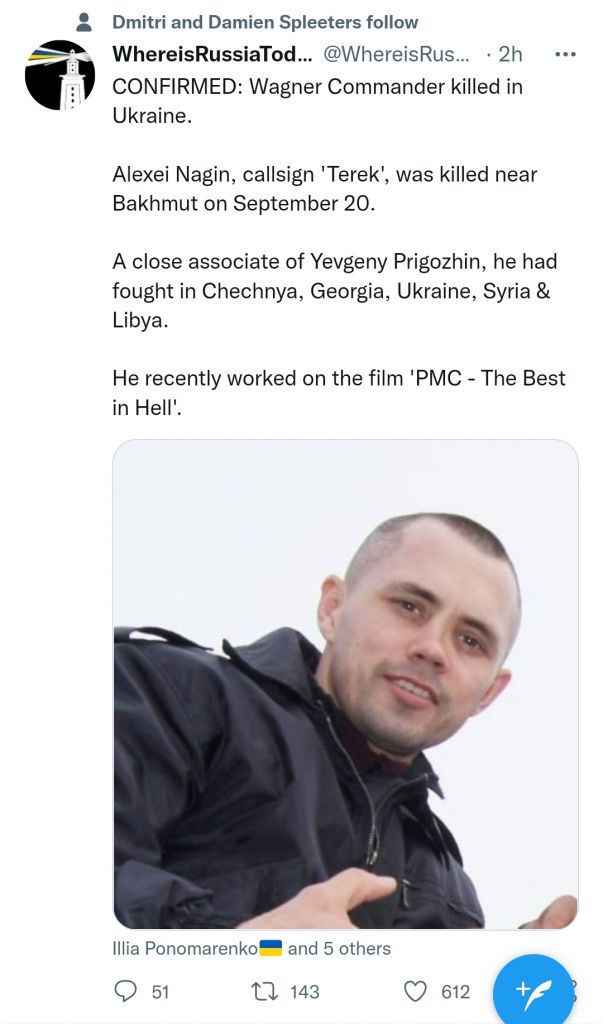 Dmitri and Damien Spleeters follow
WhereisRussiaTod... @WhereisRus... · 2h
CONFIRMED: Wagner Commander killed in
Ukraine.
Alexei Nagin, callsign 'Terek', was killed near
Bakhmut on September 20.
A close associate of Yevgeny Prigozhin, he had
fought in Chechnya, Georgia, Ukraine, Syria &
Libya.
He recently worked on the film 'PMC - The Best
in Hell'.
Illia Ponomarenko🇺🇦 and 5 others
51 143 612